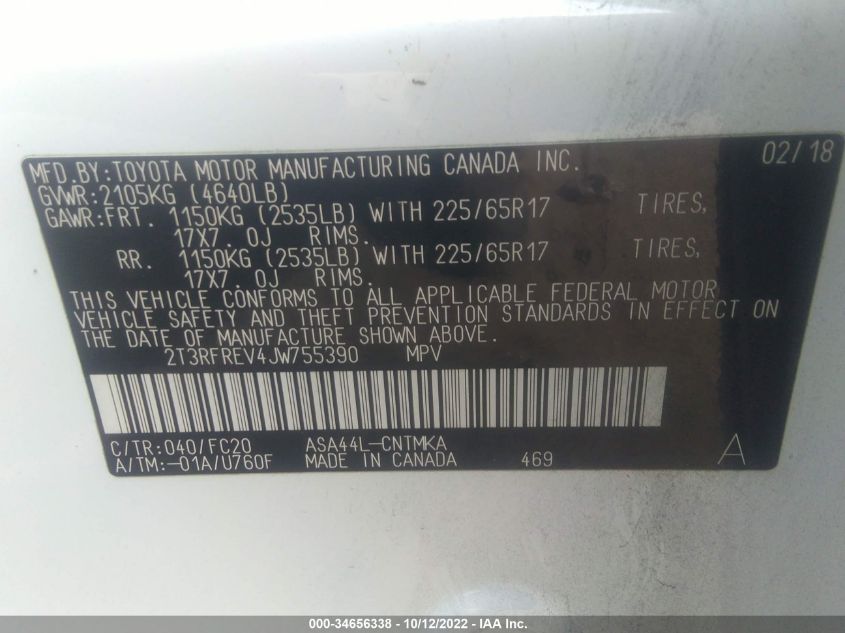 MFD.BY:TOYOTA MOTOR MANUFACTURING CANADA INC. 02/18
GVWR:2105KG (4640LB)
GAWR:FRT. 1150KG (2535LB) WITH 225/65R17 TIRES,
17X7.0J RIMS.
RR. 1150KG (2535LB) WITH 225/65R17 TIRES,
17X7.0J RIMS.
THIS VEHICLE CONFORMS TO ALL APPLICABLE FEDERAL MOTOR
VEHICLE SAFETY AND THEFT PREVENTION STANDARDS IN EFFECT ON
THE DATE OF MANUFACTURE SHOWN ABOVE.
2T3RFREV4JW755390 MPV
C/TR:040/FC20 ASA44L-CNTMKA
A/TM:-01A/U760F MADE IN CANADA 469 A
000-34656338 - 10/12/2022 - IAA Inc.